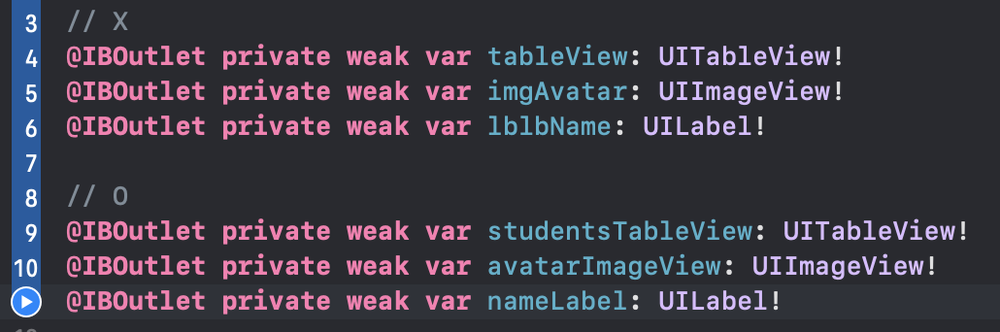 3 // X
4 @IBOutlet private weak var tableView: UITableView!
5 @IBOutlet private weak var imgAvatar: UIImageView!
6 @IBOutlet private weak var lblbName: UILabel!
7
8 // O
9 @IBOutlet private weak var studentsTableView: UITableView!
10 @IBOutlet private weak var avatarImageView: UIImageView!
@IBOutlet private weak var nameLabel: UILabel!